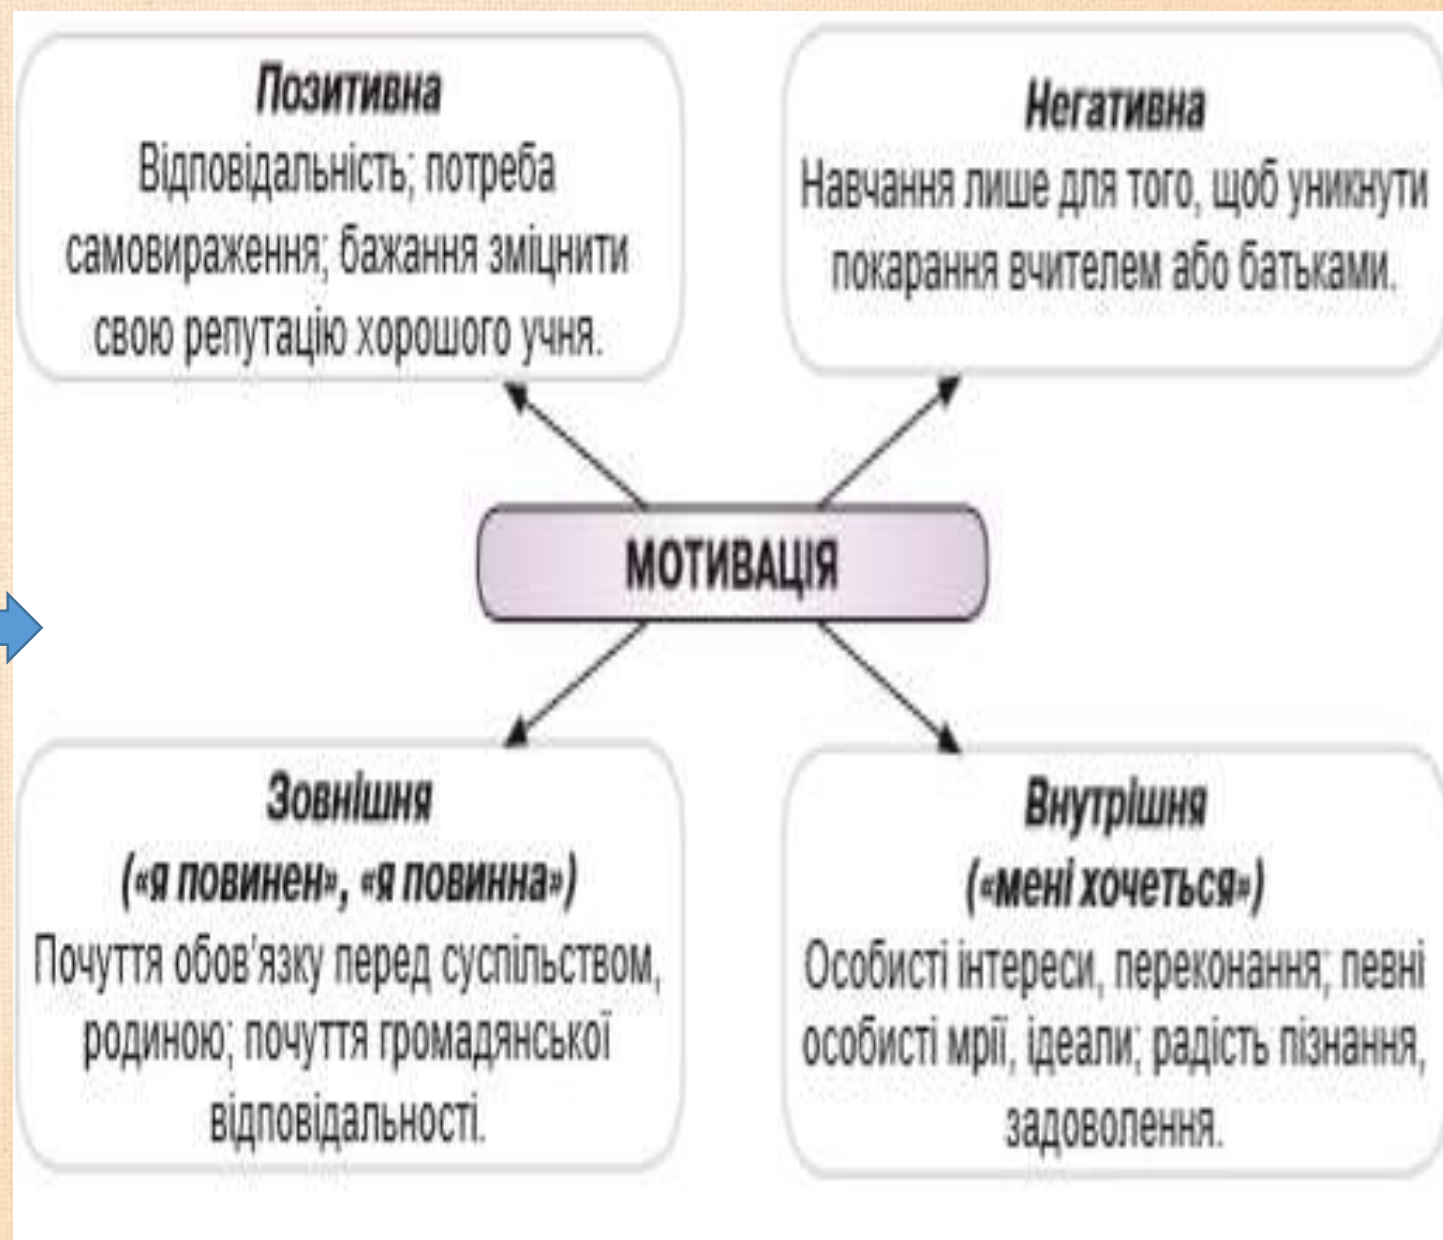 Позитивна
Відповідальність; потреба
самовираження; бажання зміцнити
свою репутацію хорошого учня.
Негативна
Навчання лише для того, щоб уникнути
покарання вчителем або батьками.
МОТИВАЦІЯ
Зовнішня
(«я повинен», «я повинна»)
Почуття обов’язку перед суспільством,
родиною; почуття громадянської
відповідальності.
Внутрішня
(«мені хочеться»)
Особисті інтереси, переконання; певні
особисті мрії, ідеали; радість пізнання,
задоволення.